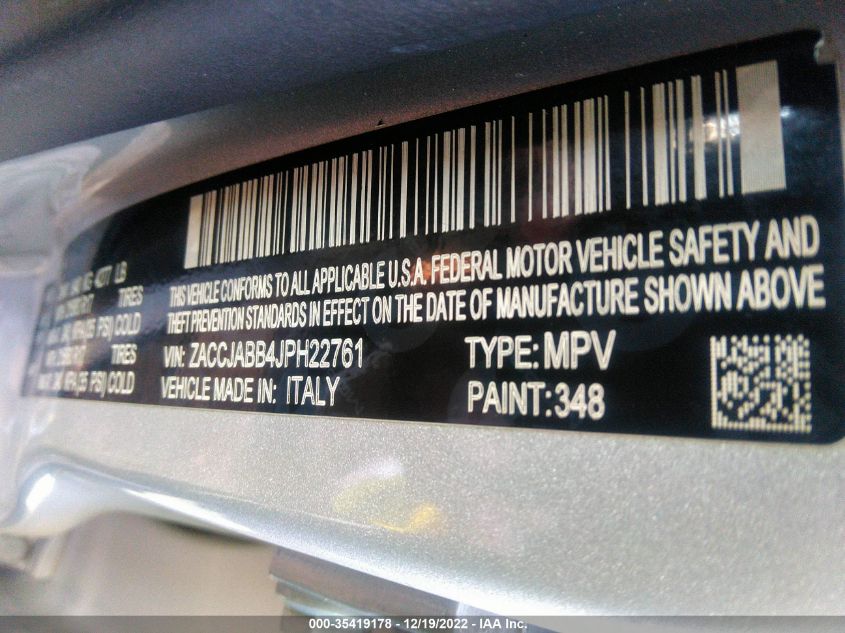 THIS VEHICLE CONFORMS TO ALL APPLICABLE U.S.A. FEDERAL MOTOR VEHICLE SAFETY AND
THEFT PREVENTION STANDARDS IN EFFECT ON THE DATE OF MANUFACTURE SHOWN ABOVE
LB
TIRES
COLD
TIRES
COLD
VIN: ZACCJABB4JPH22761 TYPE: MPV
VEHICLE MADE IN: ITALY PAINT:348
000-35419178 - 12/19/2022 - IAA Inc.